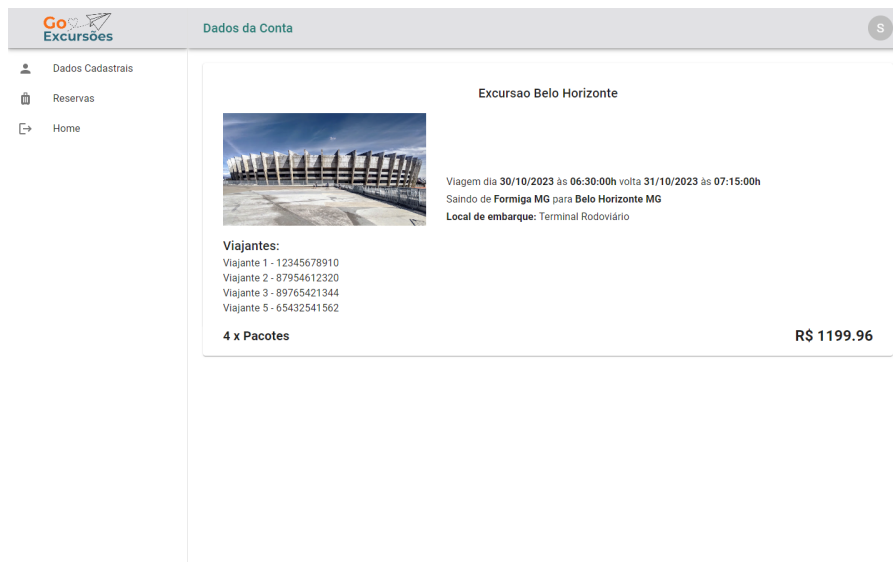 Go
Excursões
Dados da Conta
S
Dados Cadastrais
Reservas
Home
Excursao Belo Horizonte
Viagem dia 30/10/2023 às 06:30:00h volta 31/10/2023 às 07:15:00h
Saindo de Formiga MG para Belo Horizonte MG
Local de embarque: Terminal Rodoviário
Viajantes:
Viajante 1 - 12345678910
Viajante 2 - 87954612320
Viajante 3 - 89765421344
Viajante 5 - 65432541562
4 x Pacotes
R$ 1199.96